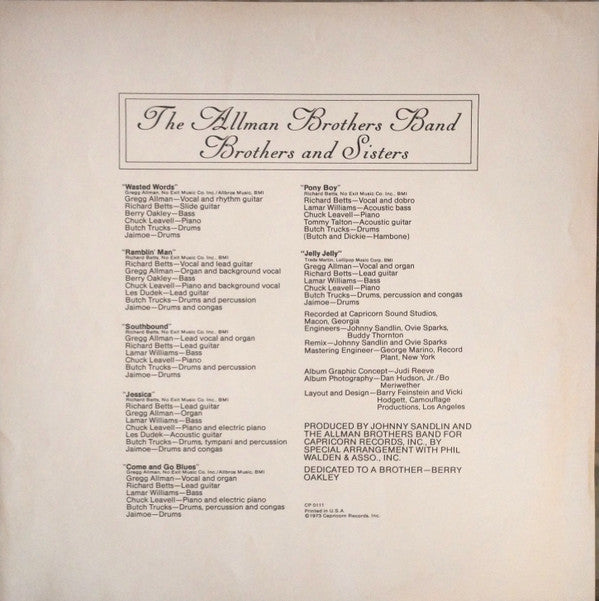 The Allman Brothers Band
Brothers and Sisters
"Wasted Words"
Gregg Allman, No Exit Music Co. Inc./Allbroe Music, BMI
Gregg Allman—Vocal and rhythm guitar
Richard Betts—Slide guitar
Berry Oakley—Bass
Chuck Leavell—Piano
Butch Trucks—Drums
Jaimoe—Drums
"Ramblin' Man"
Richard Betts, No Exit Music Co. Inc., BMI
Richard Betts—Vocal and lead guitar
Gregg Allman—Organ and background vocal
Berry Oakley—Bass
Chuck Leavell—Piano and background vocal
Les Dudek—Lead guitar
Butch Trucks—Drums and percussion
Jaimoe—Drums and congas
"Southbound"
Richard Betts, No Exit Music Co. Inc., BMI
Gregg Allman—Lead vocal and organ
Richard Betts—Lead guitar
Lamar Williams—Bass
Chuck Leavell—Piano
Butch Trucks—Drums and percussion
Jaimoe—Drums
"Jessica"
Richard Betts, No Exit Music Co. Inc., BMI
Richard Betts—Lead guitar
Gregg Allman—Organ
Lamar Williams—Bass
Chuck Leavell—Piano and electric piano
Les Dudek—Acoustic guitar
Butch Trucks—Drums, tympani and percussion
Jaimoe—Drums and congas
"Come and Go Blues"
Gregg Allman, No Exit Music Co. Inc./Allbroe Music, BMI
Gregg Allman—Vocal and organ
Richard Betts—Lead guitar
Lamar Williams—Bass
Chuck Leavell—Piano and electric piano
Butch Trucks—Drums, percussion and congas
Jaimoe—Drums
"Pony Boy"
Richard Betts, No Exit Music Co. Inc., BMI
Richard Betts—Vocal and dobro
Lamar Williams—Acoustic bass
Chuck Leavell—Piano
Tommy Talton—Acoustic guitar
Butch Trucks—Drums
(Butch and Dickie—Hambone)
"Jelly Jelly"
Trade Martin, Lollipop Music Corp. BMI
Gregg Allman—Vocal and organ
Richard Betts—Lead guitar
Lamar Williams—Bass
Chuck Leavell—Piano
Butch Trucks—Drums, percussion and congas
Jaimoe—Drums
Recorded at Capricorn Sound Studios,
Macon, Georgia
Engineers—Johnny Sandlin, Ovie Sparks,
Buddy Thornton
Remix—Johnny Sandlin and Ovie Sparks
Mastering Engineer—George Marino, Record
Plant, New York
Album Graphic Concept—Judi Reeve
Album Photography—Dan Hudson, Jr./Bo
Meriwether
Layout and Design—Barry Feinstein and Vicki
Hodgett, Camouflage
Productions, Los Angeles
PRODUCED BY JOHNNY SANDLIN AND
THE ALLMAN BROTHERS BAND FOR
CAPRICORN RECORDS, INC., BY
SPECIAL ARRANGEMENT WITH PHIL
WALDEN & ASSO., INC.
DEDICATED TO A BROTHER—BERRY
OAKLEY
CP 0111
Printed in U.S.A.
©1973 Capricorn Records, Inc.